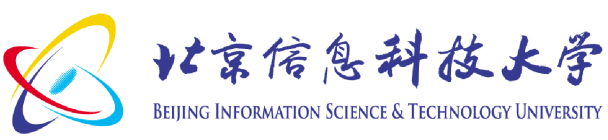 北京信息科技大学
BEIJING INFORMATION SCIENCE & TECHNOLOGY UNIVERSITY